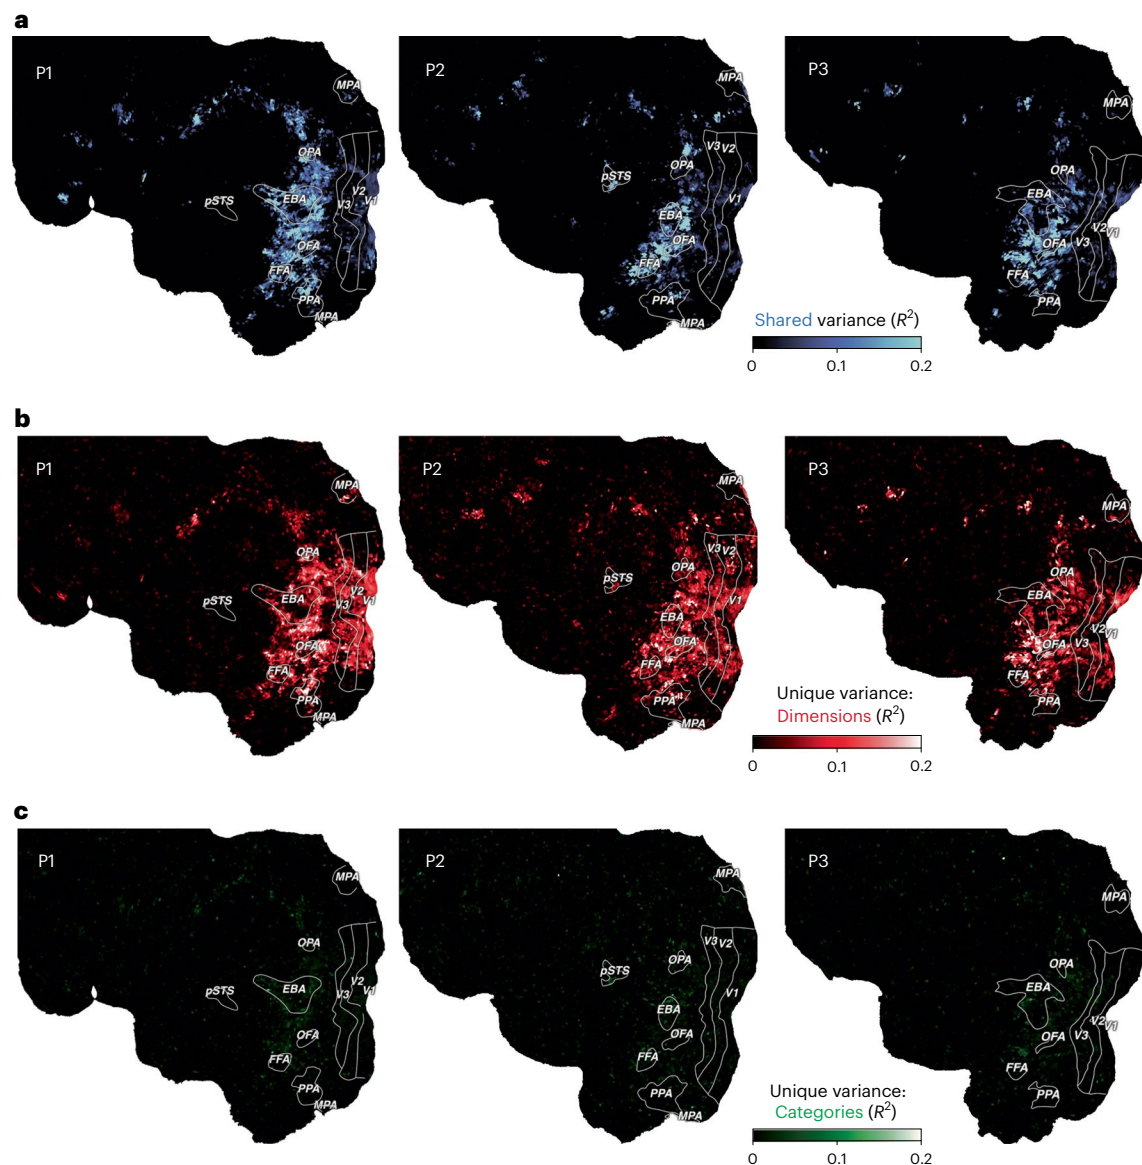 a
P1
P2
P3
MPA
MPA
MPA
OPA
V3 V2
OPA
OPA
pSTS
EBA
V2
V3
V1
pSTS
V1
EBA
OFA
EBA
V2
V1
OFA
V3
OFA
FFA
FFA
FFA
PPA
MPA
PPA
MPA
PPA
Shared variance (R²)
0 0.1 0.2
b
P1
P2
P3
MPA
MPA
MPA
OPA
V3 V2
OPA
OPA
pSTS
EBA
V2
V3
V1
pSTS
V1
EBA
OFA
EBA
V2
V1
OFA
V3
OFA
FFA
FFA
FFA
PPA
MPA
PPA
MPA
PPA
Unique variance:
Dimensions (R²)
0 0.1 0.2
c
P1
P2
P3
MPA
MPA
MPA
OPA
V3 V2
OPA
OPA
pSTS
EBA
V2
V3
V1
pSTS
V1
EBA
OFA
EBA
V2
V1
OFA
V3
OFA
FFA
FFA
FFA
PPA
MPA
PPA
MPA
PPA
Unique variance:
Categories (R²)
0 0.1 0.2